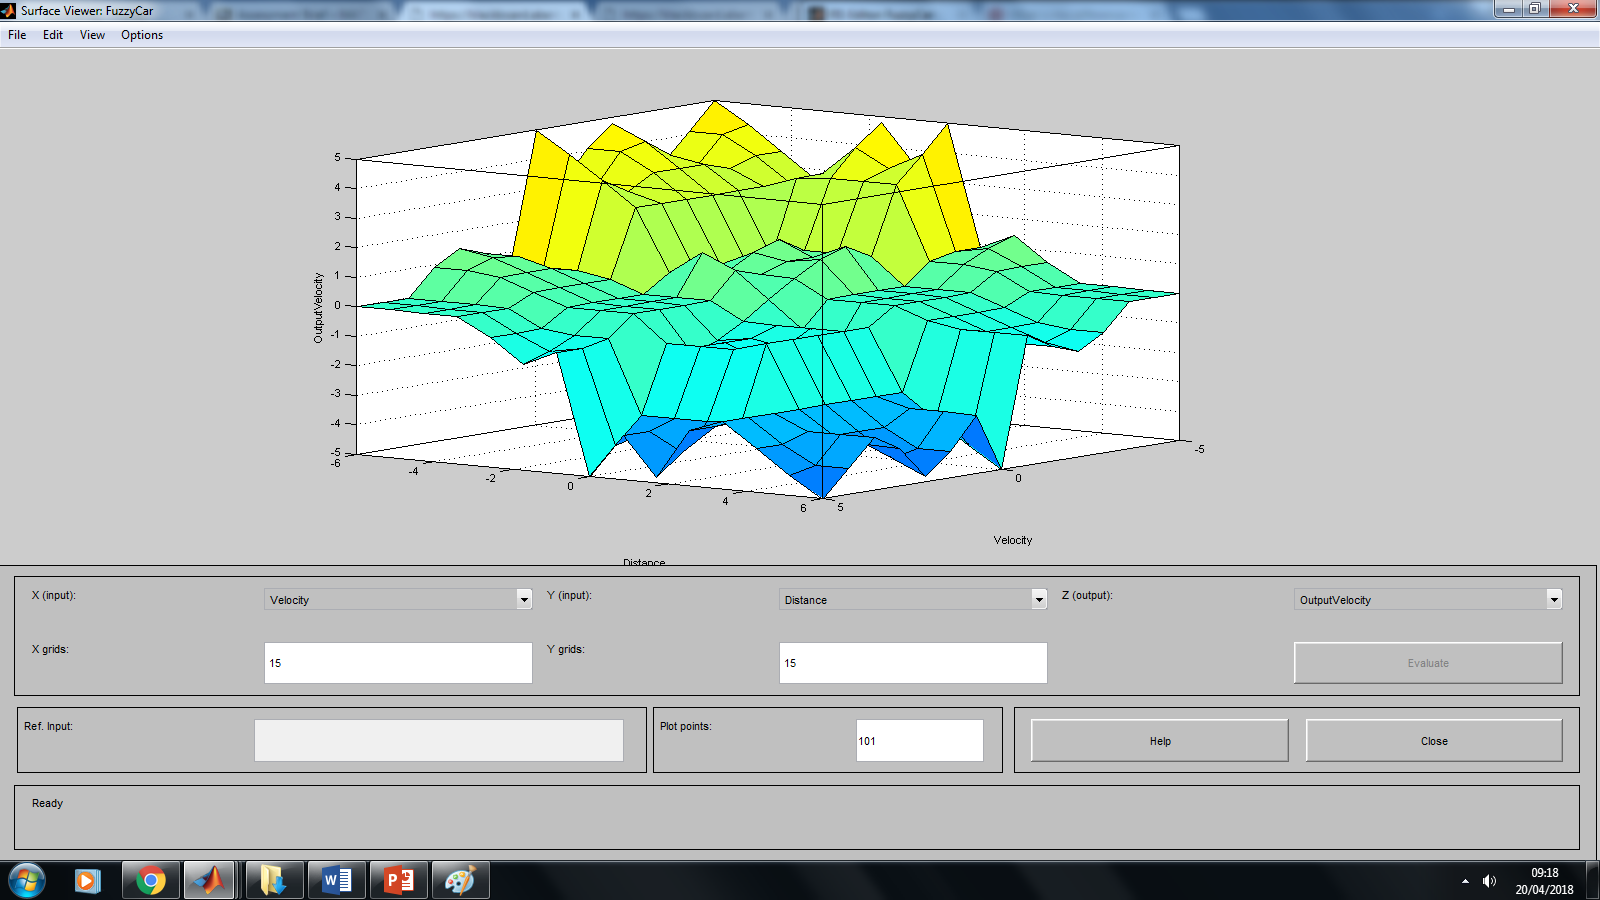 Surface Viewer: FuzzyCar
File Edit View Options
5
4
3
2
1
0
-1
-2
-3
-4
-5
OutputVelocity
-6
-4
-2
0
2
4
6
5
0
-5
Velocity
Distance
X (input):
Velocity
Y (input):
Distance
Z (output):
OutputVelocity
X grids:
15
Y grids:
15
Evaluate
Ref. Input:
Plot points:
101
Help
Close
Ready
09:18
20/04/2018